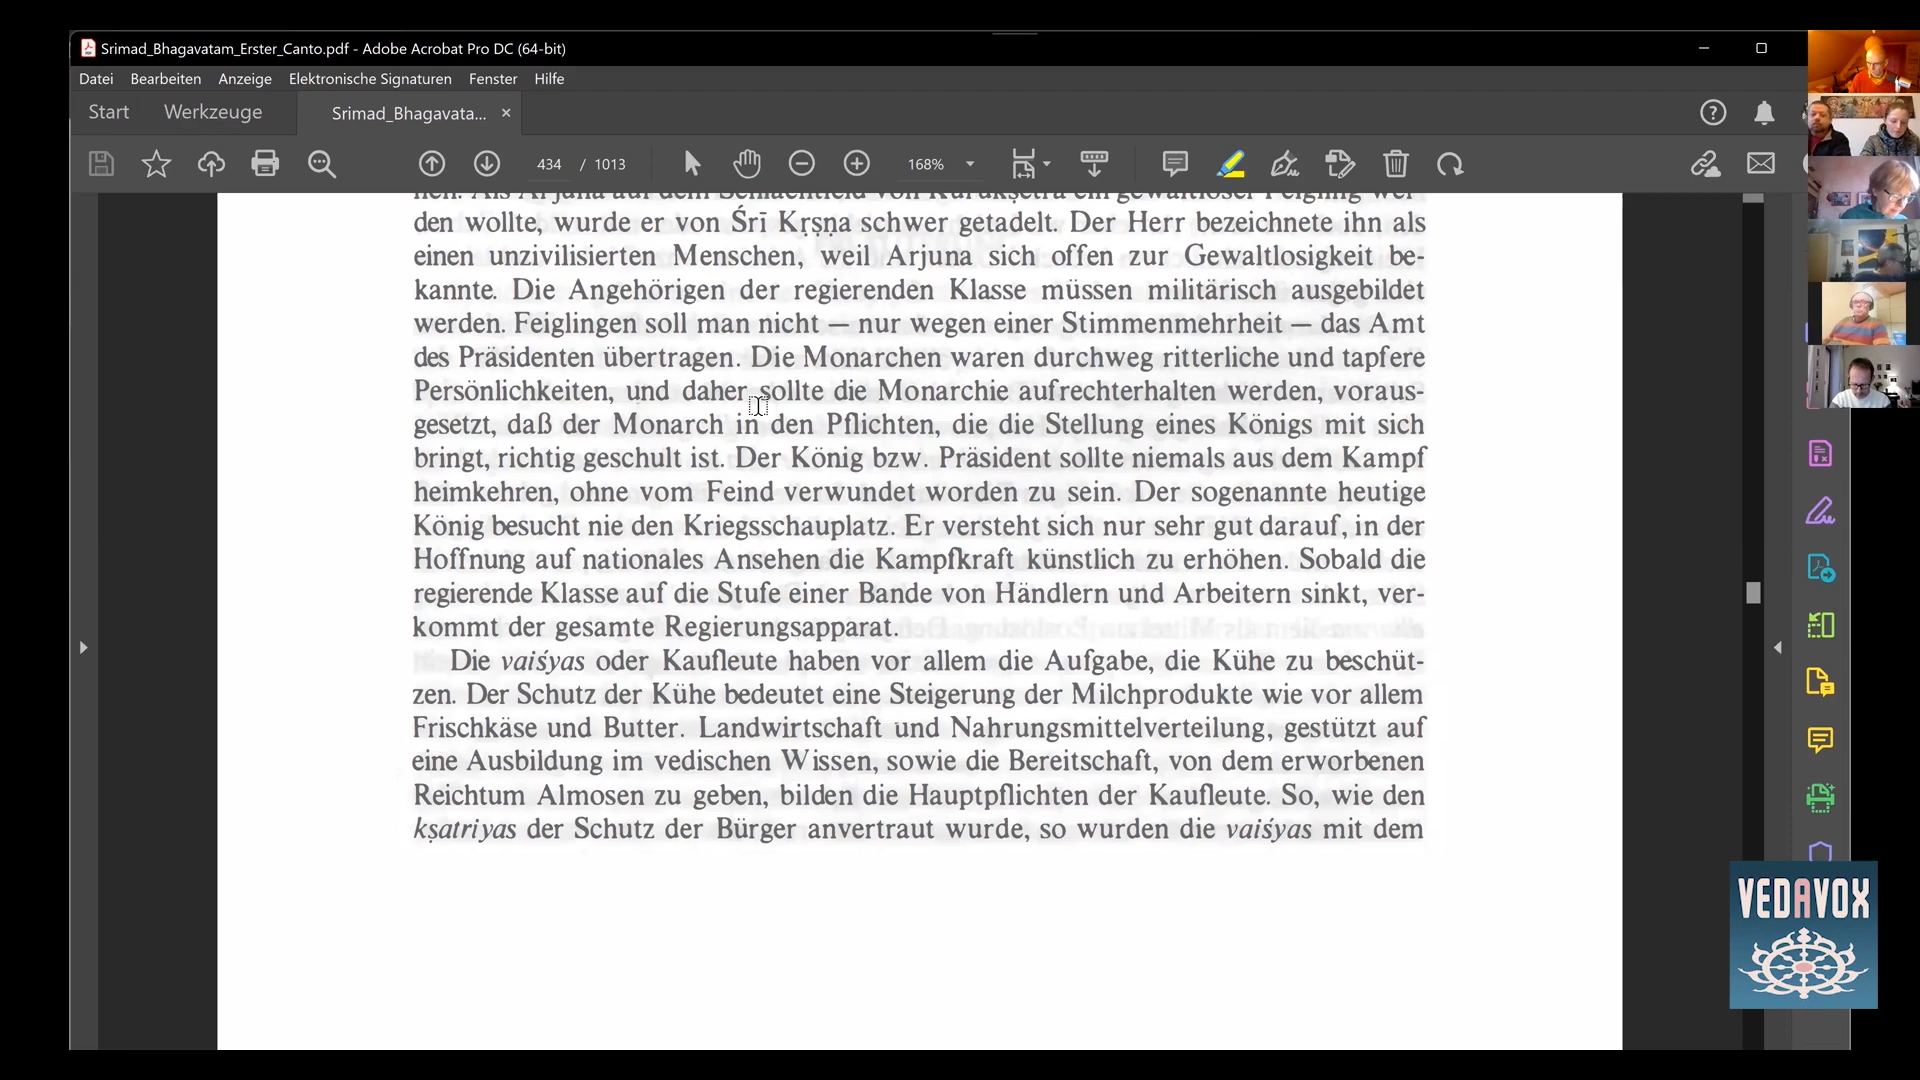 Srimad_Bhagavatam_Erster_Canto.pdf - Adobe Acrobat Pro DC (64-bit)
Datei Bearbeiten Anzeige Elektronische Signaturen Fenster Hilfe
Start Werkzeuge Srimad_Bhagavata...
434 / 1013 168%
nen. Als Arjuna auf dem Schlachtfeld von Kurukṣetra ein gewaltloser Feigling wer-
den wollte, wurde er von Śrī Kṛṣṇa schwer getadelt. Der Herr bezeichnete ihn als
einen unzivilisierten Menschen, weil Arjuna sich offen zur Gewaltlosigkeit be-
kannte. Die Angehörigen der regierenden Klasse müssen militärisch ausgebildet
werden. Feiglingen soll man nicht — nur wegen einer Stimmenmehrheit — das Amt
des Präsidenten übertragen. Die Monarchen waren durchweg ritterliche und tapfere
Persönlichkeiten, und daher sollte die Monarchie aufrechterhalten werden, voraus-
gesetzt, daß der Monarch in den Pflichten, die die Stellung eines Königs mit sich
bringt, richtig geschult ist. Der König bzw. Präsident sollte niemals aus dem Kampf
heimkehren, ohne vom Feind verwundet worden zu sein. Der sogenannte heutige
König besucht nie den Kriegsschauplatz. Er versteht sich nur sehr gut darauf, in der
Hoffnung auf nationales Ansehen die Kampfkraft künstlich zu erhöhen. Sobald die
regierende Klasse auf die Stufe einer Bande von Händlern und Arbeitern sinkt, ver-
kommt der gesamte Regierungsapparat.
Die vaiśyas oder Kaufleute haben vor allem die Aufgabe, die Kühe zu beschüt-
zen. Der Schutz der Kühe bedeutet eine Steigerung der Milchprodukte wie vor allem
Frischkäse und Butter. Landwirtschaft und Nahrungsmittelverteilung, gestützt auf
eine Ausbildung im vedischen Wissen, sowie die Bereitschaft, von dem erworbenen
Reichtum Almosen zu geben, bilden die Hauptpflichten der Kaufleute. So, wie den
kṣatriyas der Schutz der Bürger anvertraut wurde, so wurden die vaiśyas mit dem
VEDAVOX